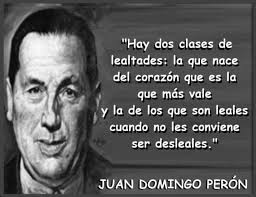 "Hay dos clases de
lealtades: la que nace
del corazón que es la
que más vale
y la de los que son leales
cuando no les conviene
ser desleales."
JUAN DOMINGO PERÓN